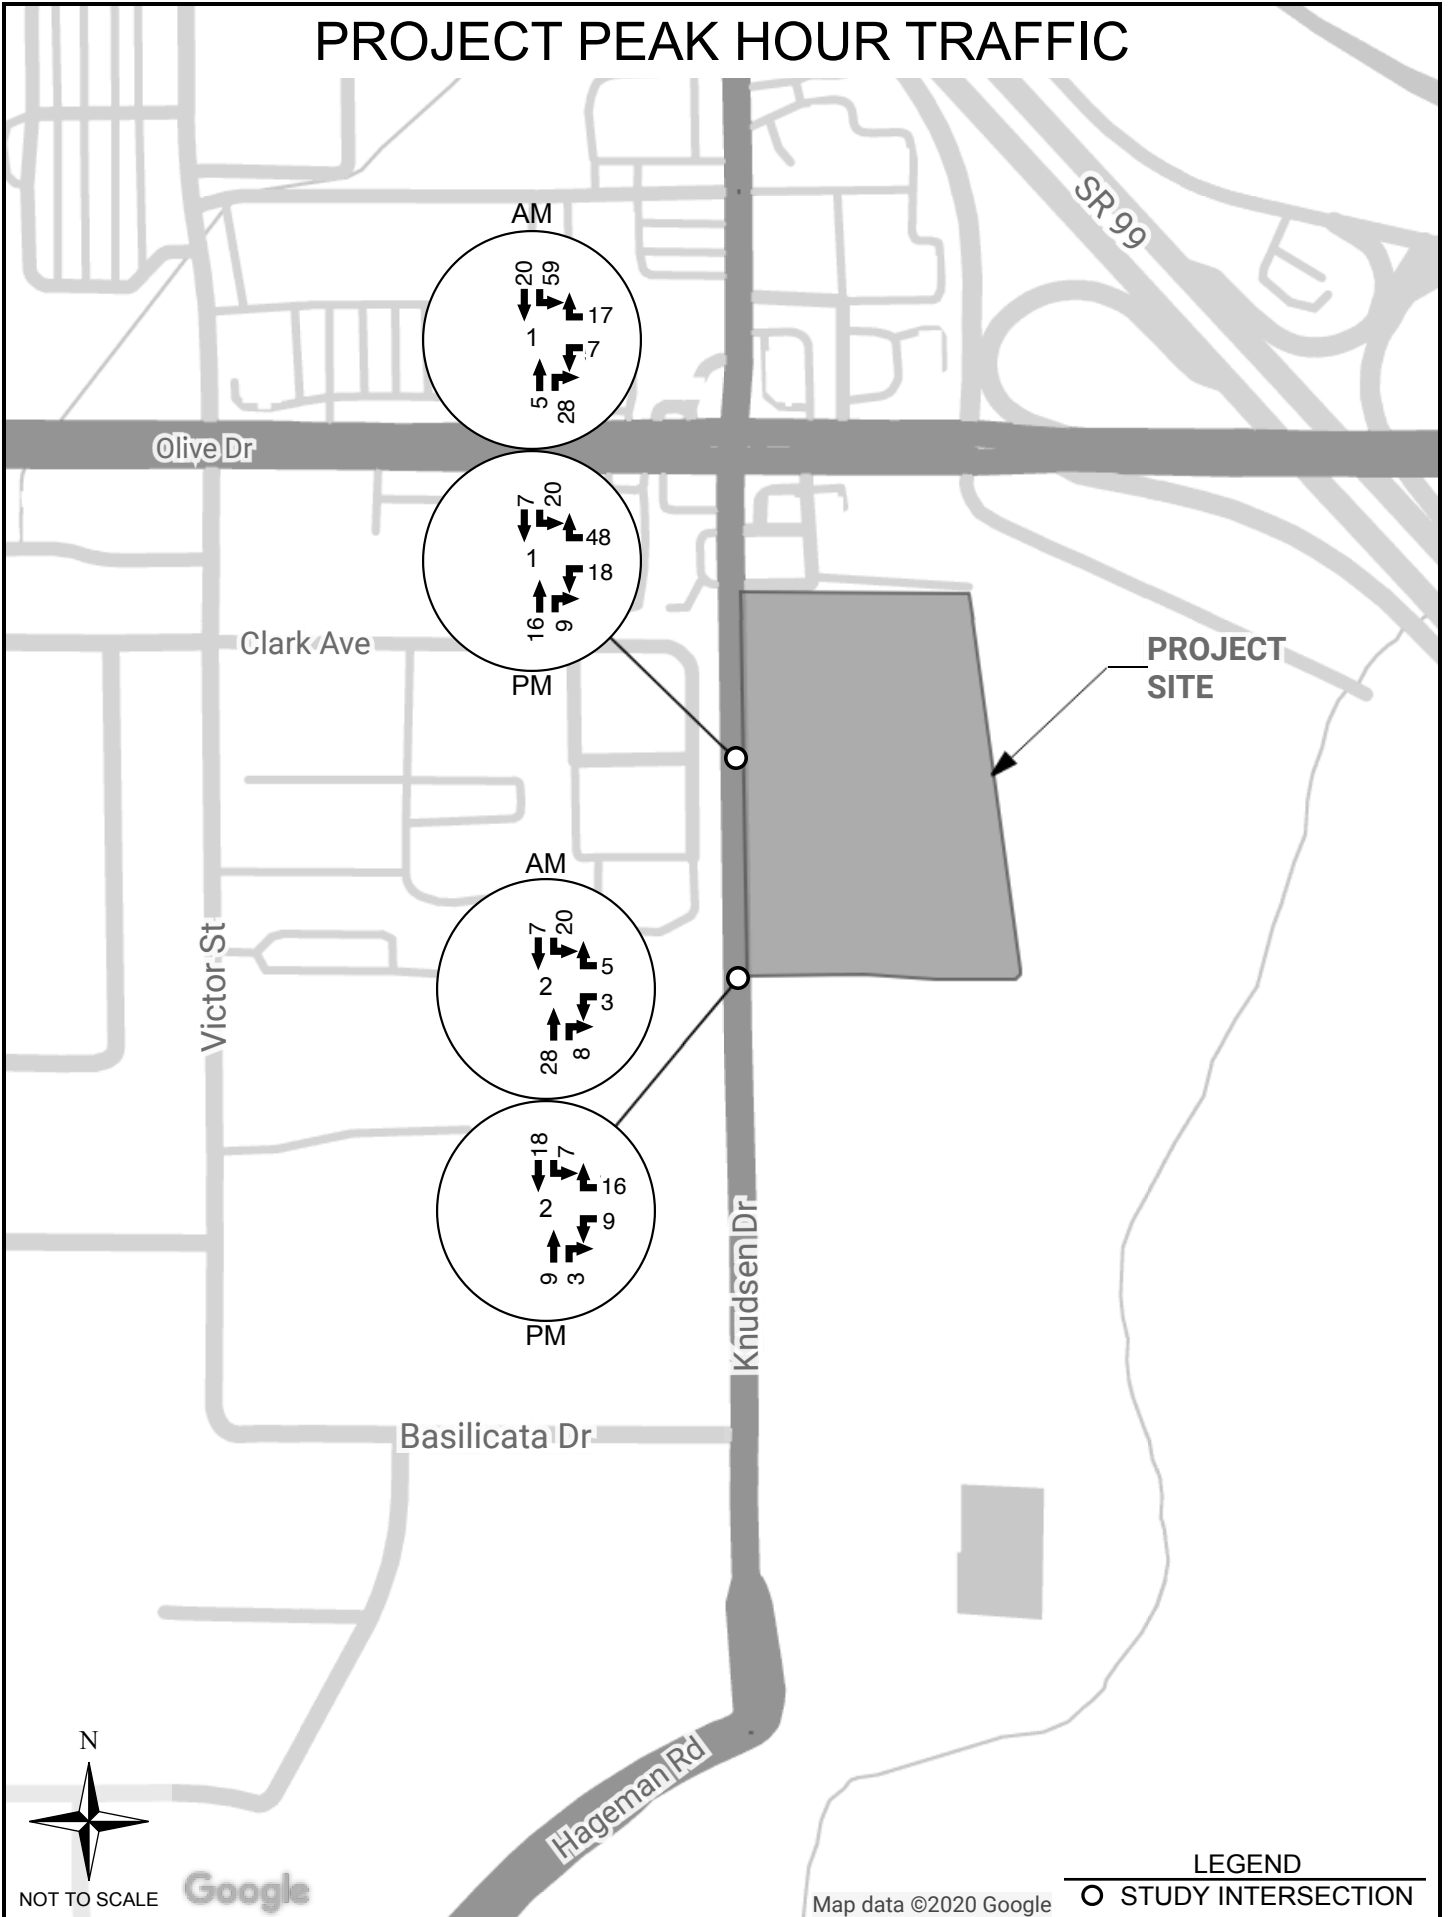 PROJECT PEAK HOUR TRAFFIC
SR 99
AM
20 59
17
1
7
5 28
Olive Dr
7 20
48
1
18
16 9
PM
Clark Ave
PROJECT
SITE
AM
7 20
5
2
3
28 8
Victor St
18 7
16
2
9
9 3
PM
Knudsen Dr
Basilicata Dr
N
Hageman Rd
NOT TO SCALE
Google
Map data ©2020 Google
LEGEND
STUDY INTERSECTION